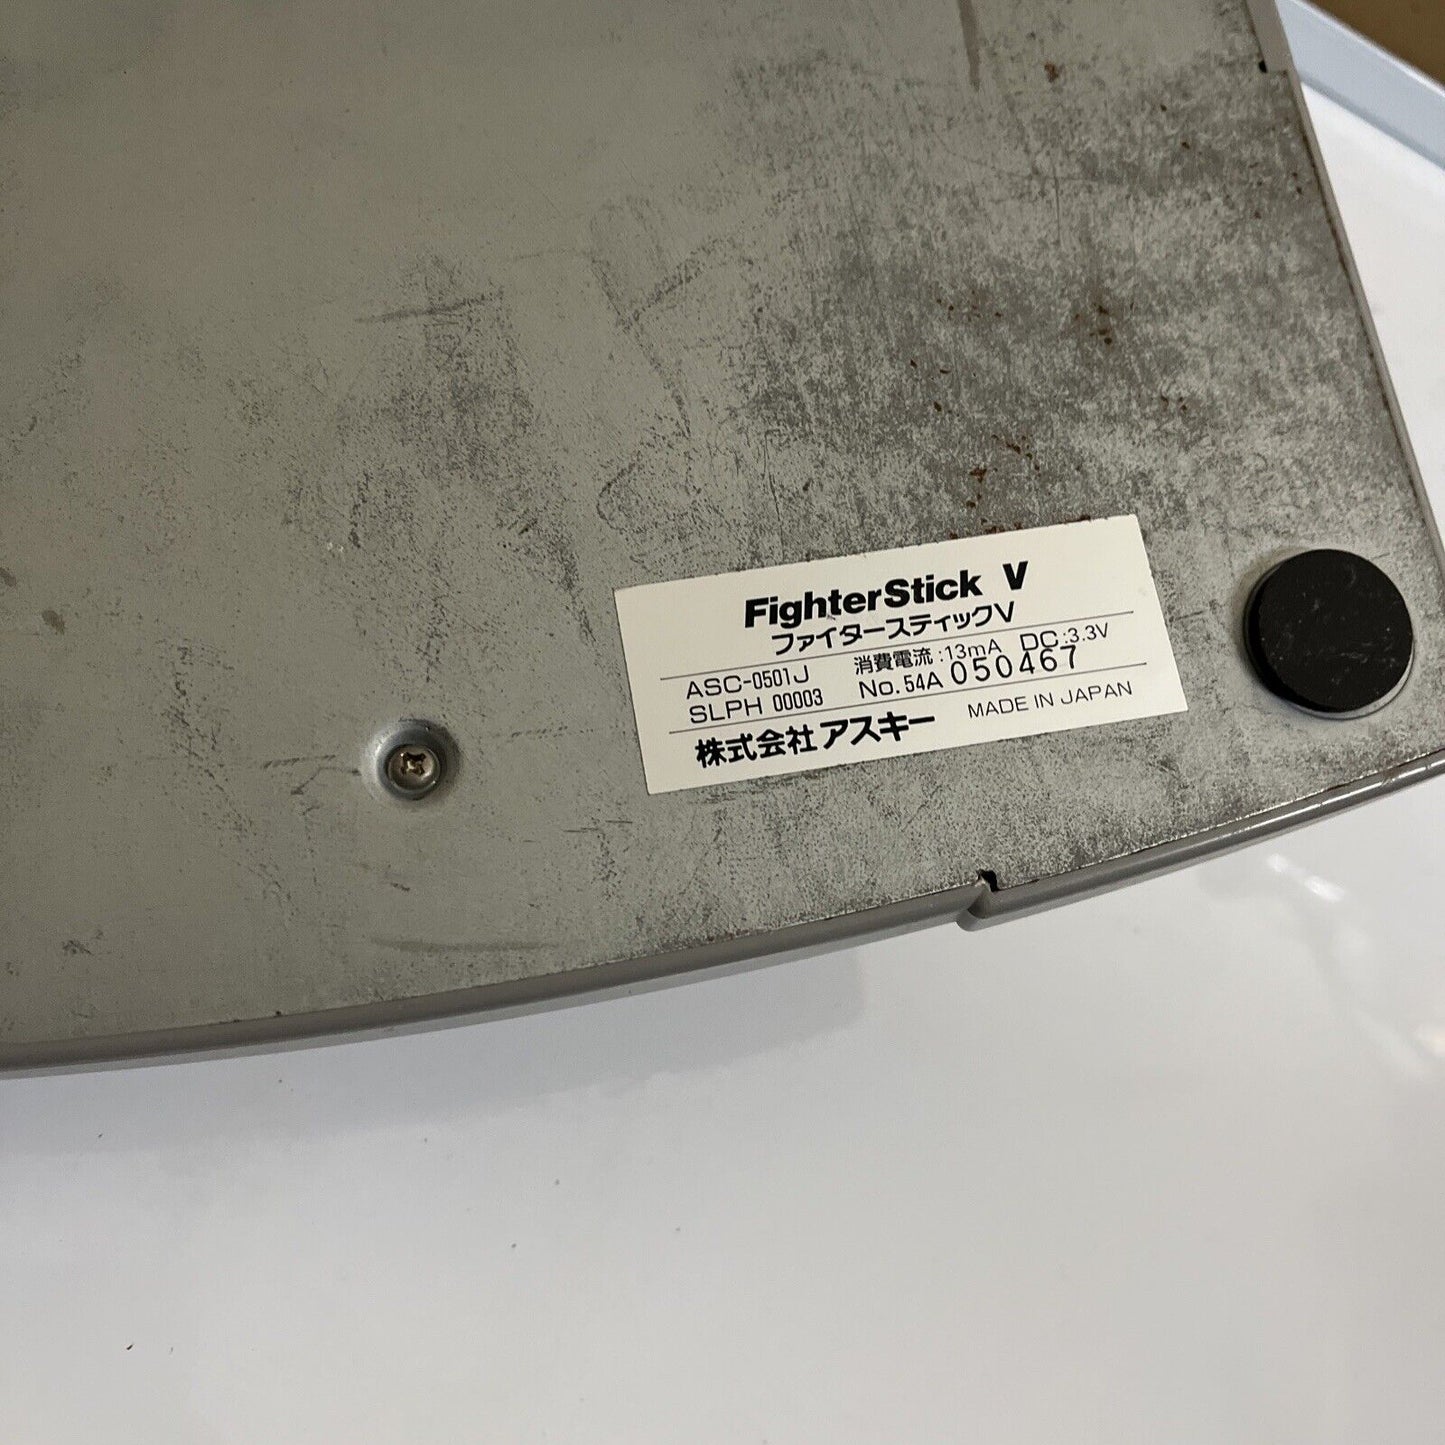 FighterStick V
ファイタースティックV
ASC-0501J 消費電流:13mA DC:3.3V
SLPH 00003 No.54A 050467
株式会社アスキー MADE IN JAPAN